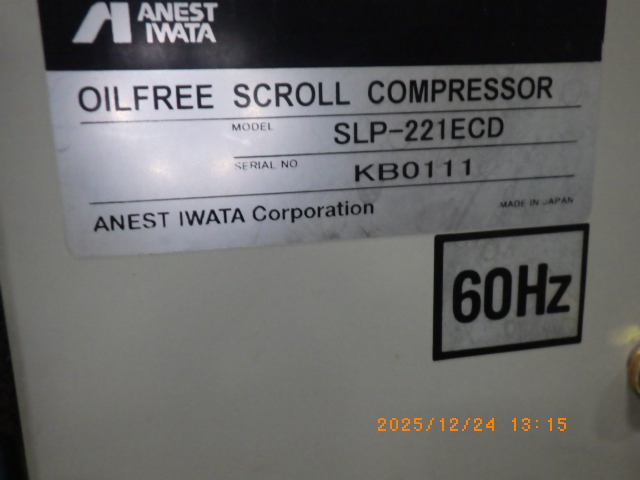 ANEST
IWATA
OILFREE SCROLL COMPRESSOR
MODEL SLP-221ECD
SERIAL NO KB0111
ANEST IWATA Corporation MADE IN JAPAN
60Hz
2025/12/24 13:15